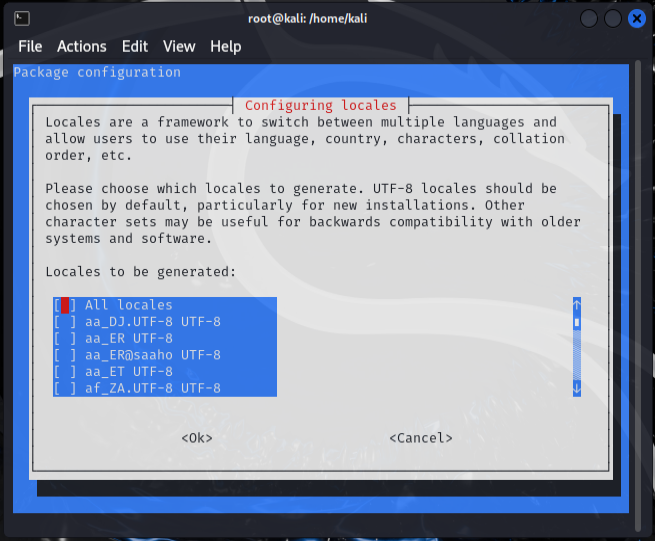 root@kali: /home/kali
File Actions Edit View Help
Package configuration
Configuring locales
Locales are a framework to switch between multiple languages and
allow users to use their language, country, characters, collation
order, etc.
Please choose which locales to generate. UTF-8 locales should be
chosen by default, particularly for new installations. Other
character sets may be useful for backwards compatibility with older
systems and software.
Locales to be generated:
[ ] All locales
[ ] aa_DJ.UTF-8 UTF-8
[ ] aa_ER UTF-8
[ ] aa_ER@saaho UTF-8
[ ] aa_ET UTF-8
[ ] af_ZA.UTF-8 UTF-8
<Ok> <Cancel>